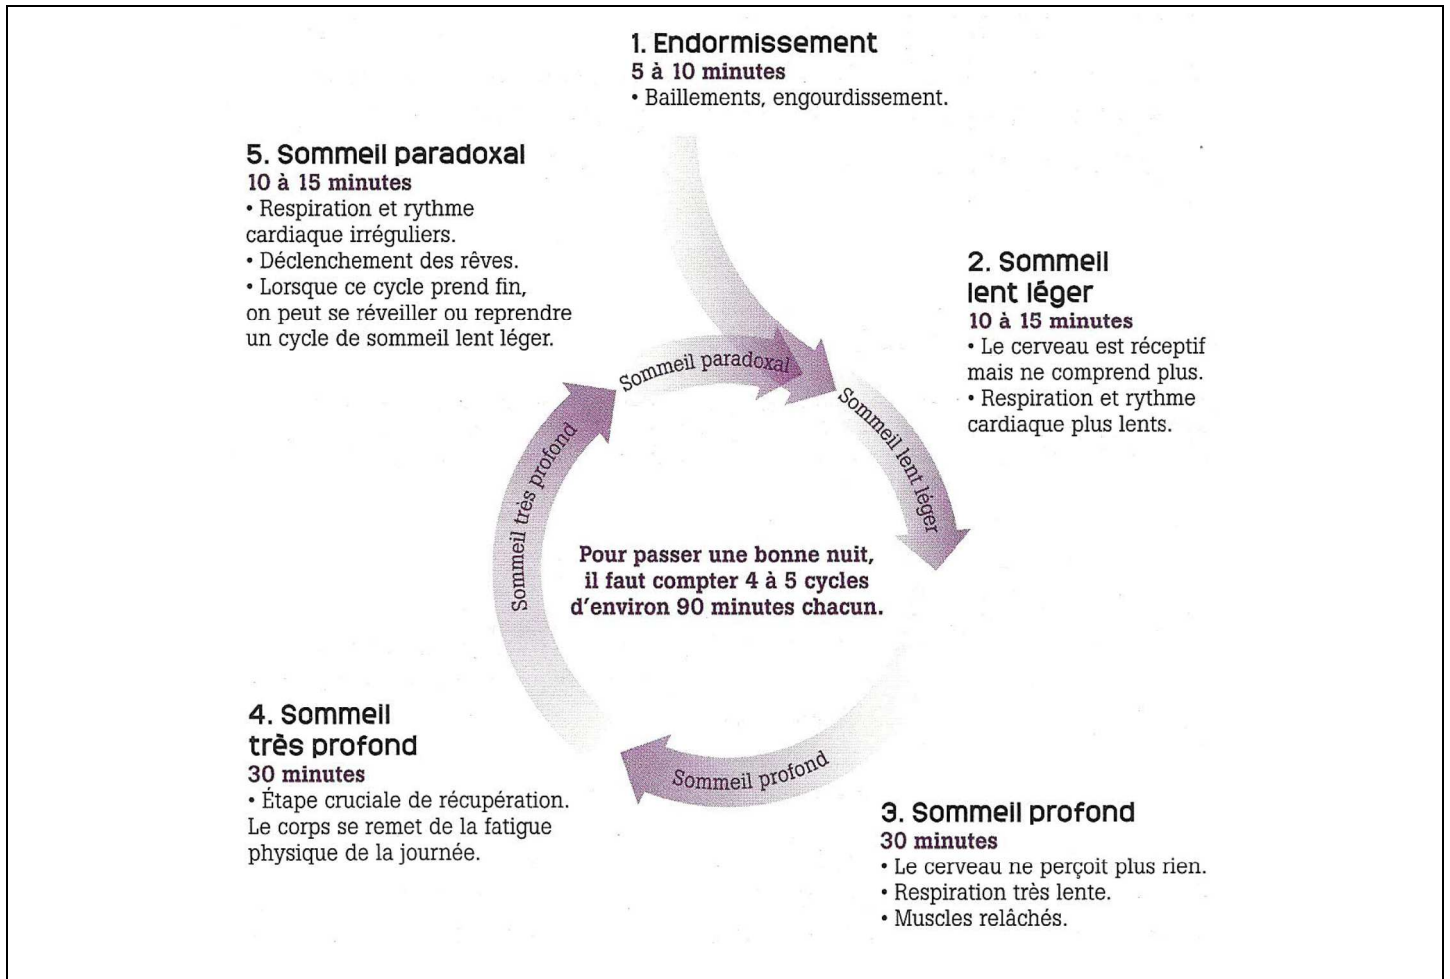 1. Endormissement
5 à 10 minutes
• Baillements, engourdissement.
5. Sommeil paradoxal
10 à 15 minutes
• Respiration et rythme
cardiaque irréguliers.
• Déclenchement des rêves.
• Lorsque ce cycle prend fin,
on peut se réveiller ou reprendre
un cycle de sommeil lent léger.
2. Sommeil
lent léger
10 à 15 minutes
• Le cerveau est réceptif
mais ne comprend plus.
• Respiration et rythme
cardiaque plus lents.
Sommeil paradoxal
Sommeil lent léger
Sommeil très profond
Pour passer une bonne nuit,
il faut compter 4 à 5 cycles
d'environ 90 minutes chacun.
Sommeil profond
4. Sommeil
très profond
30 minutes
• Étape cruciale de récupération.
Le corps se remet de la fatigue
physique de la journée.
3. Sommeil profond
30 minutes
• Le cerveau ne perçoit plus rien.
• Respiration très lente.
• Muscles relâchés.